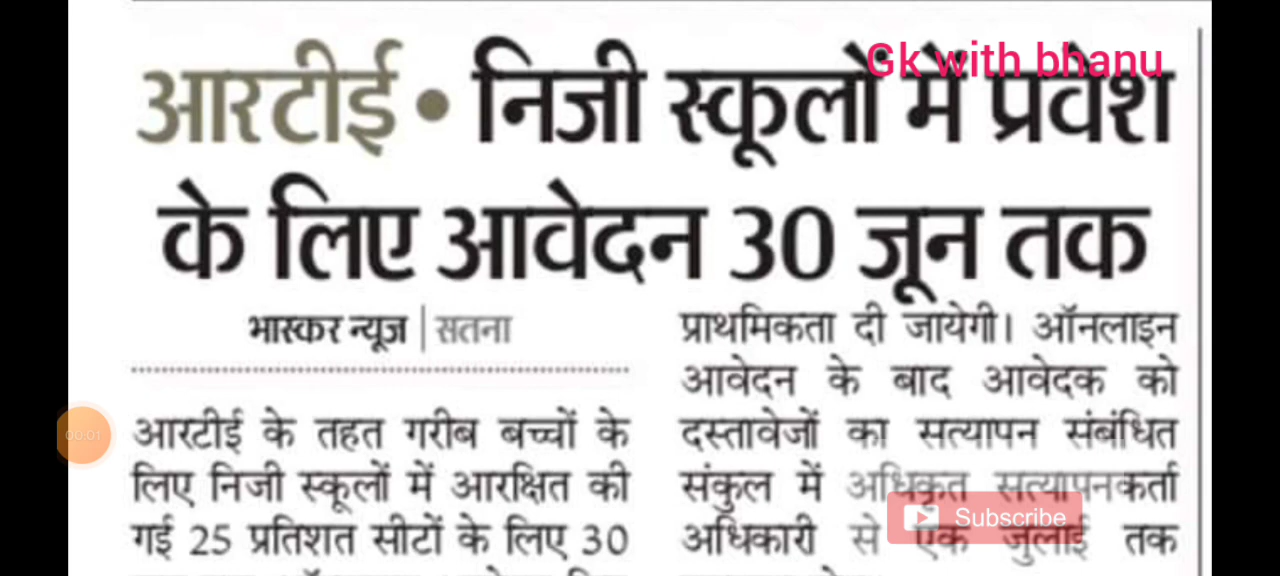 Gk with bhanu
आरटीई • निजी स्कूलों में प्रवेश
के लिए आवेदन 30 जून तक
भास्कर न्यूज | सतना
आरटीई के तहत गरीब बच्चों के
लिए निजी स्कूलों में आरक्षित की
गई 25 प्रतिशत सीटों के लिए 30
प्राथमिकता दी जायेगी। ऑनलाइन
आवेदन के बाद आवेदक को
दस्तावेजों का सत्यापन संबंधित
संकुल में अधिकृत सत्यापनकर्ता
अधिकारी से एक जुलाई तक
00:01
Subscribe